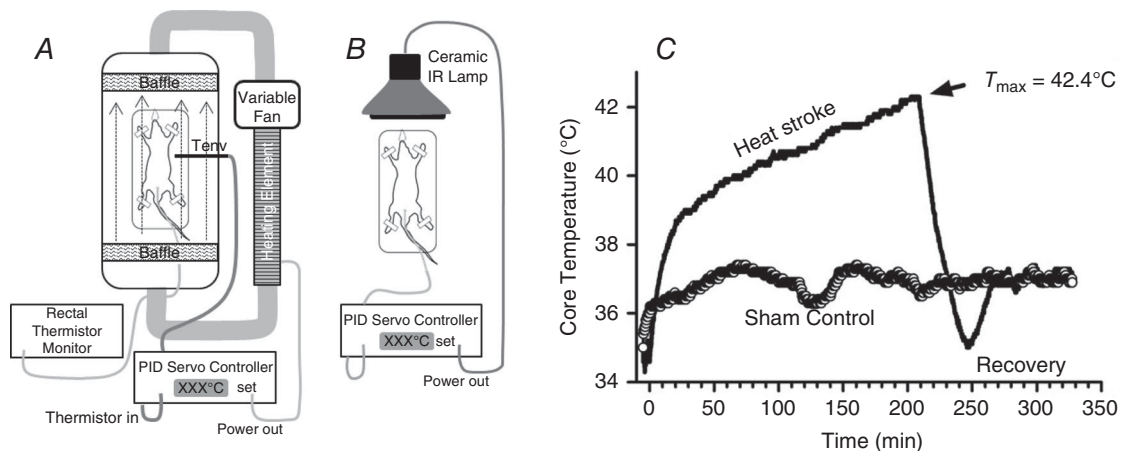 A
Baffle
Variable
Fan
Tenv
Heating Element
Baffle
Rectal
Thermistor
Monitor
PID Servo Controller
XXX°C set
Thermistor in
Power out
B
Ceramic
IR Lamp
PID Servo Controller
XXX°C set
Power out
C
Tmax = 42.4°C
Heat stroke
Sham Control
Recovery
Core Temperature (°C)
42
40
38
36
34
0 50 100 150 200 250 300 350
Time (min)